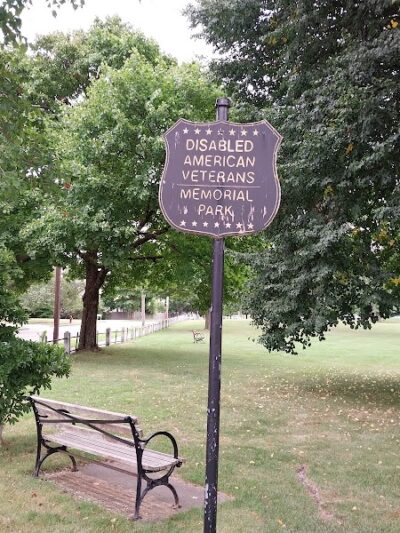 DISABLED
AMERICAN
VETERANS
MEMORIAL
PARK